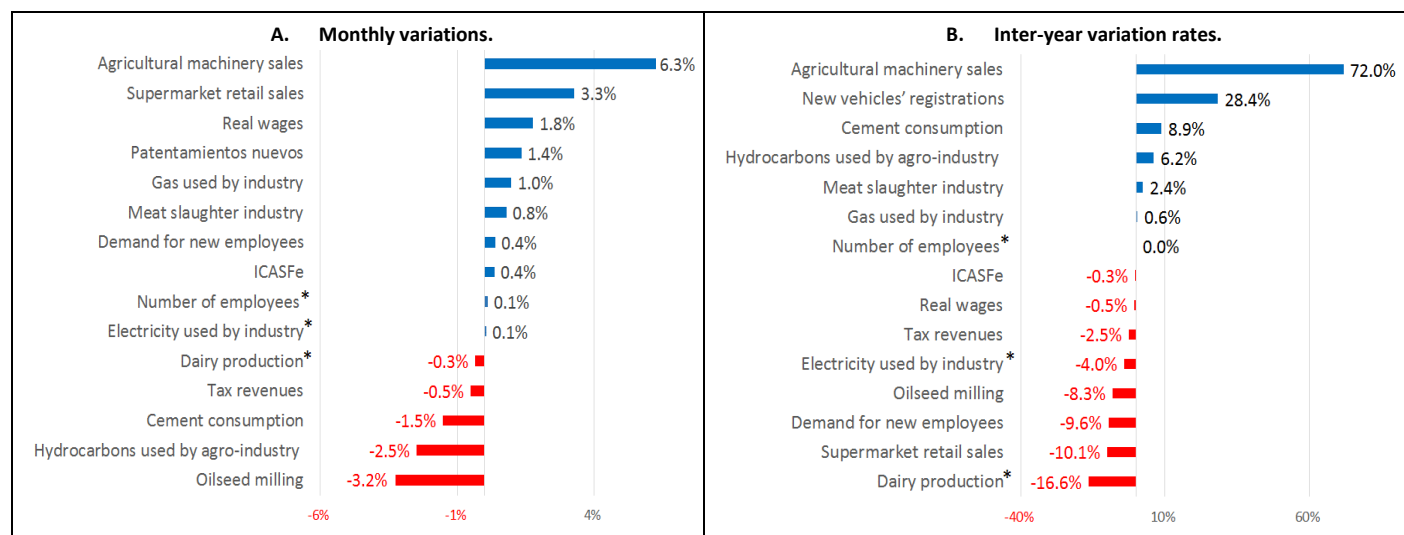 A. Monthly variations.
Agricultural machinery sales 6.3%
Supermarket retail sales 3.3%
Real wages 1.8%
Patentamientos nuevos 1.4%
Gas used by industry 1.0%
Meat slaughter industry 0.8%
Demand for new employees 0.4%
ICASFe 0.4%
Number of employees* 0.1%
Electricity used by industry* 0.1%
Dairy production* -0.3%
Tax revenues -0.5%
Cement consumption -1.5%
Hydrocarbons used by agro-industry -2.5%
Oilseed milling -3.2%
-6% -1% 4%
B. Inter-year variation rates.
Agricultural machinery sales 72.0%
New vehicles' registrations 28.4%
Cement consumption 8.9%
Hydrocarbons used by agro-industry 6.2%
Meat slaughter industry 2.4%
Gas used by industry 0.6%
Number of employees* 0.0%
ICASFe -0.3%
Real wages -0.5%
Tax revenues -2.5%
Electricity used by industry* -4.0%
Oilseed milling -8.3%
Demand for new employees -9.6%
Supermarket retail sales -10.1%
Dairy production* -16.6%
-40% 10% 60%